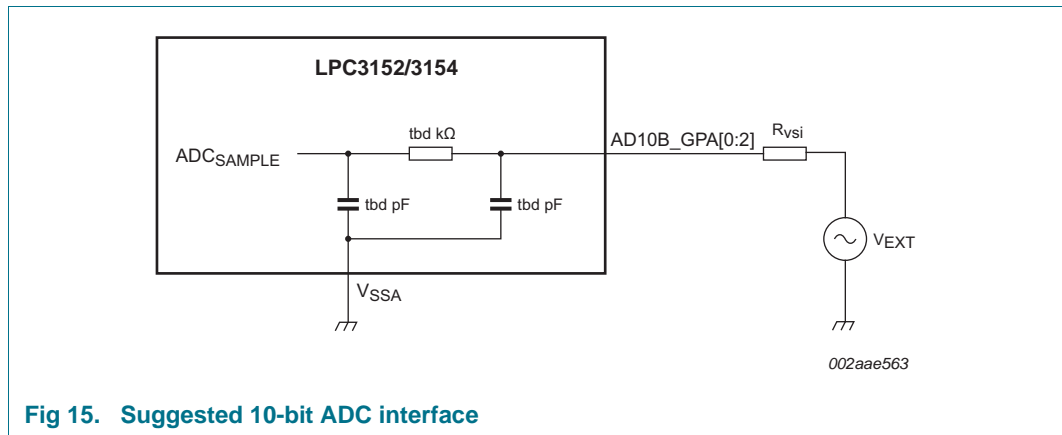 LPC3152/3154
tbd kΩ
AD10B_GPA[0:2]
Rvsi
ADCSAMPLE
tbd pF
tbd pF
VEXT
VSSA
002aae563
Fig 15. Suggested 10-bit ADC interface